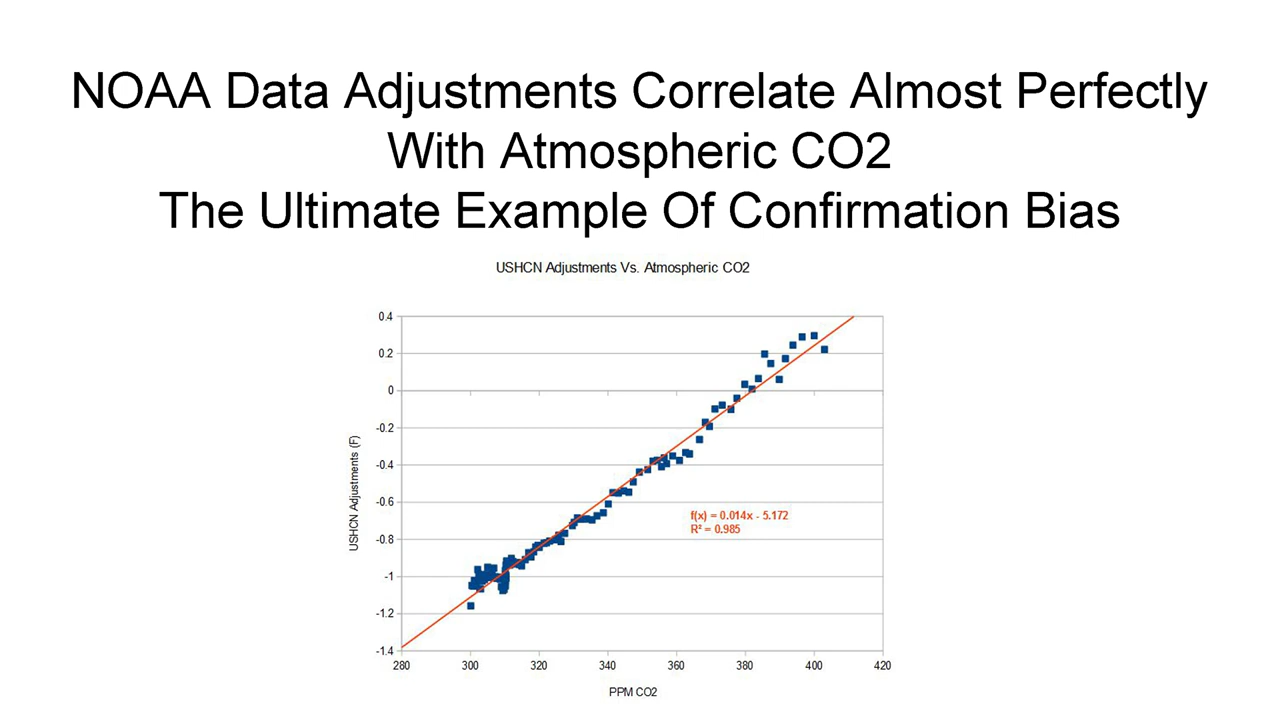 NOAA Data Adjustments Correlate Almost Perfectly
With Atmospheric CO2
The Ultimate Example Of Confirmation Bias
USHCN Adjustments Vs. Atmospheric CO2
0.4
0.2
0
-0.2
-0.4
-0.6
-0.8
-1
-1.2
-1.4
USHCN Adjustments (F)
f(x) = 0.014x - 5.172
R² = 0.985
280 300 320 340 360 380 400 420
PPM CO2